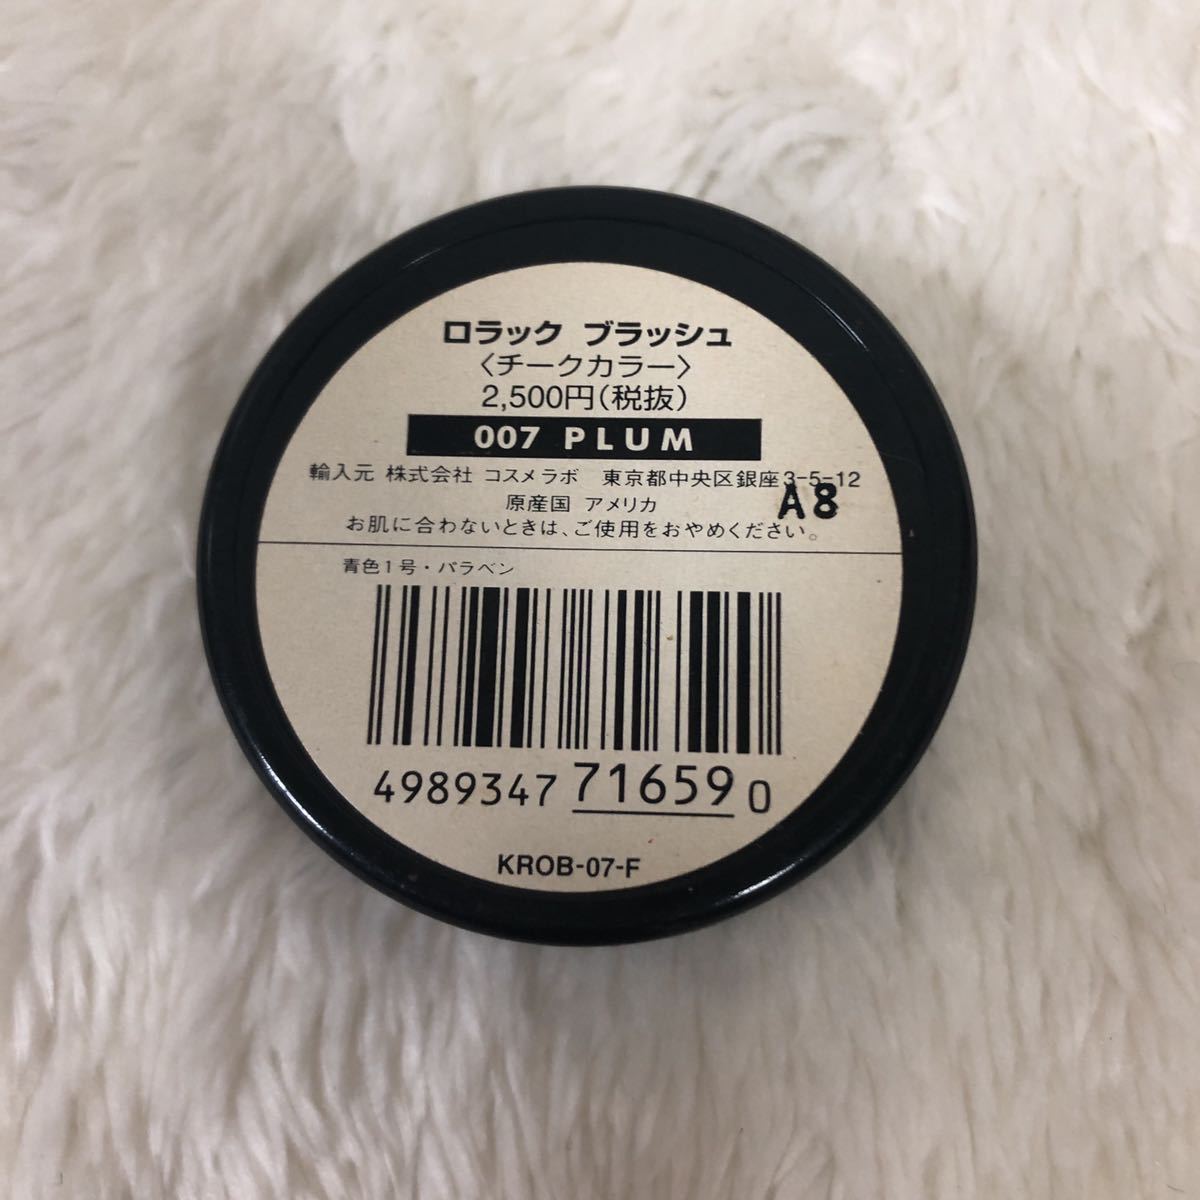 ロラック ブラッシュ
〈チークカラー〉
2,500円(税抜)
007 PLUM
輸入元 株式会社 コスメラボ 東京都中央区銀座3-5-12
原産国 アメリカ
A8
お肌に合わないときは、ご使用をおやめください。
青色1号・パラベン
4989347 716590
KROB-07-F